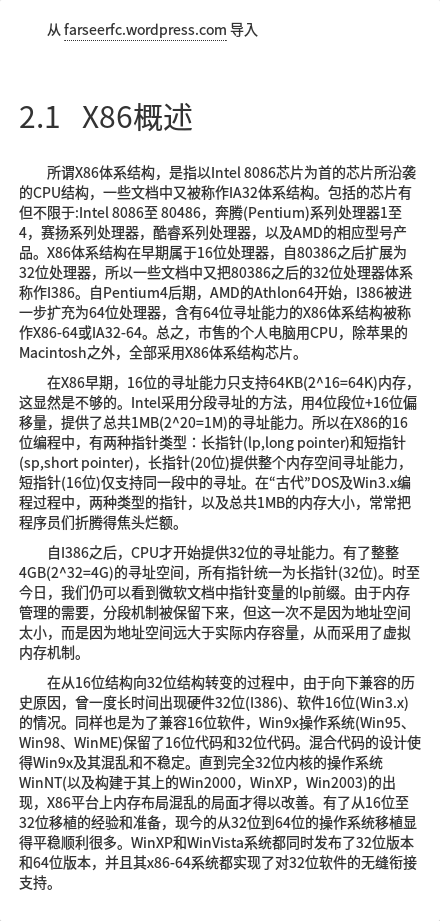 从 farseerfc.wordpress.com 导入
2.1 X86概述
所谓X86体系结构，是指以Intel 8086芯片为首的芯片所沿袭
的CPU结构，一些文档中又被称作IA32体系结构。包括的芯片有
但不限于:Intel 8086至 80486，奔腾(Pentium)系列处理器1至
4，赛扬系列处理器，酷睿系列处理器，以及AMD的相应型号产
品。X86体系结构在早期属于16位处理器，自80386之后扩展为
32位处理器，所以一些文档中又把80386之后的32位处理器体系
称作I386。自Pentium4后期，AMD的Athlon64开始，I386被进
一步扩充为64位处理器，含有64位寻址能力的X86体系结构被称
作X86-64或IA32-64。总之，市售的个人电脑用CPU，除苹果的
Macintosh之外，全部采用X86体系结构芯片。
在X86早期，16位的寻址能力只支持64KB(2^16=64K)内存，
这显然是不够的。Intel采用分段寻址的方法，用4位段位+16位偏
移量，提供了总共1MB(2^20=1M)的寻址能力。所以在X86的16
位编程中，有两种指针类型：长指针(lp,long pointer)和短指针
(sp,short pointer)，长指针(20位)提供整个内存空间寻址能力，
短指针(16位)仅支持同一段中的寻址。在“古代”DOS及Win3.x编
程过程中，两种类型的指针，以及总共1MB的内存大小，常常把
程序员们折腾得焦头烂额。
自I386之后，CPU才开始提供32位的寻址能力。有了整整
4GB(2^32=4G)的寻址空间，所有指针统一为长指针(32位)。时至
今日，我们仍可以看到微软文档中指针变量的lp前缀。由于内存
管理的需要，分段机制被保留下来，但这一次不是因为地址空间
太小，而是因为地址空间远大于实际内存容量，从而采用了虚拟
内存机制。
在从16位结构向32位结构转变的过程中，由于向下兼容的历
史原因，曾一度长时间出现硬件32位(I386)、软件16位(Win3.x)
的情况。同样也是为了兼容16位软件，Win9x操作系统(Win95、
Win98、WinME)保留了16位代码和32位代码。混合代码的设计使
得Win9x及其混乱和不稳定。直到完全32位内核的操作系统
WinNT(以及构建于其上的Win2000，WinXP，Win2003)的出
现，X86平台上内存布局混乱的局面才得以改善。有了从16位至
32位移植的经验和准备，现今的从32位到64位的操作系统移植显
得平稳顺利很多。WinXP和WinVista系统都同时发布了32位版本
和64位版本，并且其x86-64系统都实现了对32位软件的无缝衔接
支持。